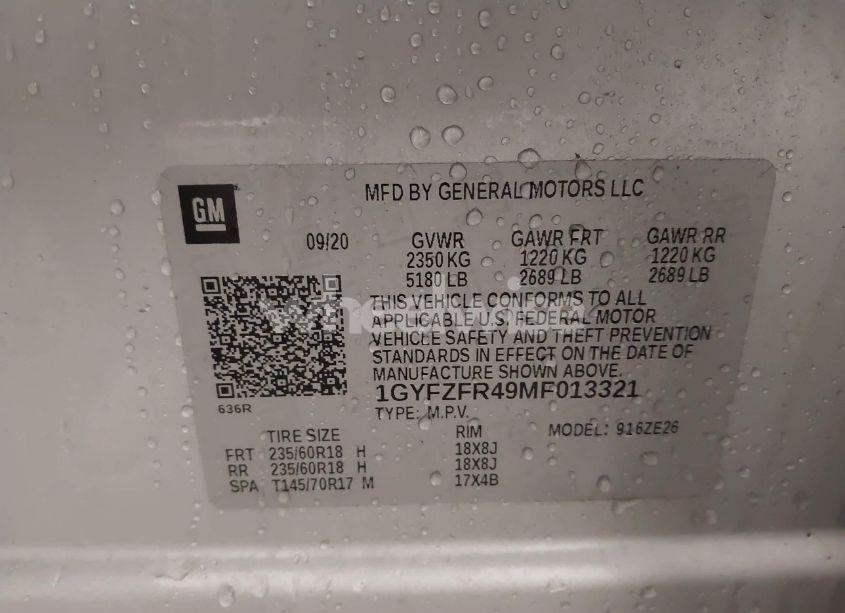 GM
MFD BY GENERAL MOTORS LLC
09/20
GVWR GAWR FRT GAWR RR
2350 KG 1220 KG 1220 KG
5180 LB 2689 LB 2689 LB
THIS VEHICLE CONFORMS TO ALL
APPLICABLE U.S. FEDERAL MOTOR
VEHICLE SAFETY AND THEFT PREVENTION
STANDARDS IN EFFECT ON THE DATE OF
MANUFACTURE SHOWN ABOVE.
1GYFZFR49MF013321
636R
TYPE: M.P.V.
TIRE SIZE RIM MODEL: 916ZE26
FRT 235/60R18 H 18X8J
RR 235/60R18 H 18X8J
SPA T145/70R17 M 17X4B